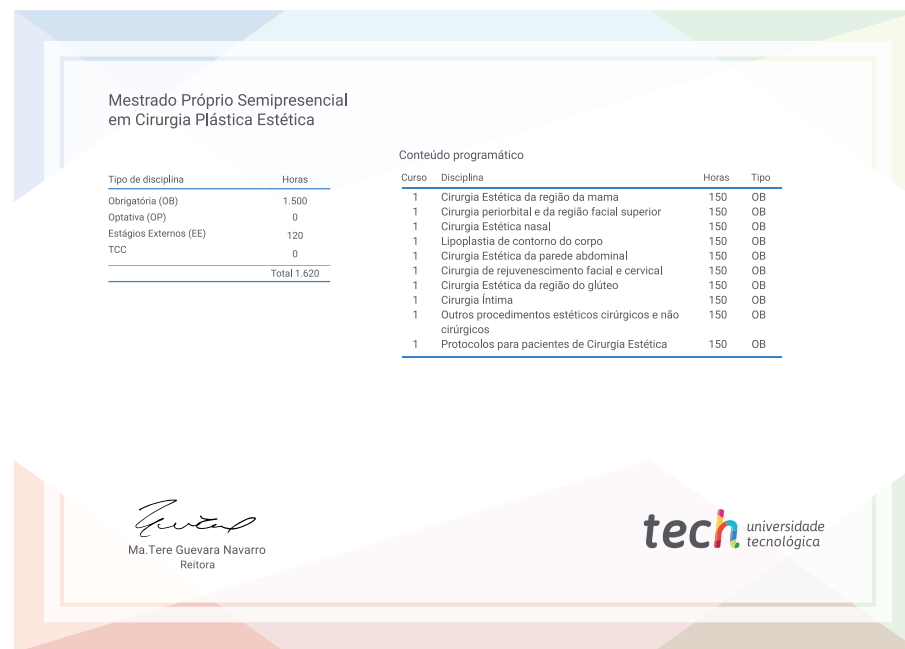 Mestrado Próprio Semipresencial
em Cirurgia Plástica Estética
Tipo de disciplina Horas
Obrigatória (OB) 1.500
Optativa (OP) 0
Estágios Externos (EE) 120
TCC 0
Total 1.620
Conteúdo programático
Curso Disciplina Horas Tipo
1 Cirurgia Estética da região da mama 150 OB
1 Cirurgia periorbital e da região facial superior 150 OB
1 Cirurgia Estética nasal 150 OB
1 Lipoplastia de contorno do corpo 150 OB
1 Cirurgia Estética da parede abdominal 150 OB
1 Cirurgia de rejuvenescimento facial e cervical 150 OB
1 Cirurgia Estética da região do glúteo 150 OB
1 Cirurgia Íntima 150 OB
1 Outros procedimentos estéticos cirúrgicos e não 150 OB
cirúrgicos
1 Protocolos para pacientes de Cirurgia Estética 150 OB
Ma.Tere Guevara Navarro
Reitora
tech universidade
tecnológica